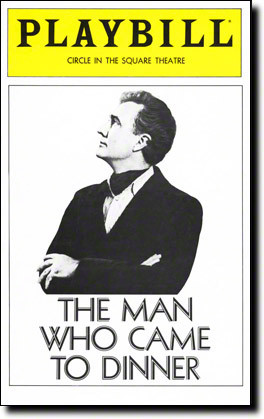 PLAYBILL
CIRCLE IN THE SQUARE THEATRE
THE MAN
WHO CAME
TO DINNER